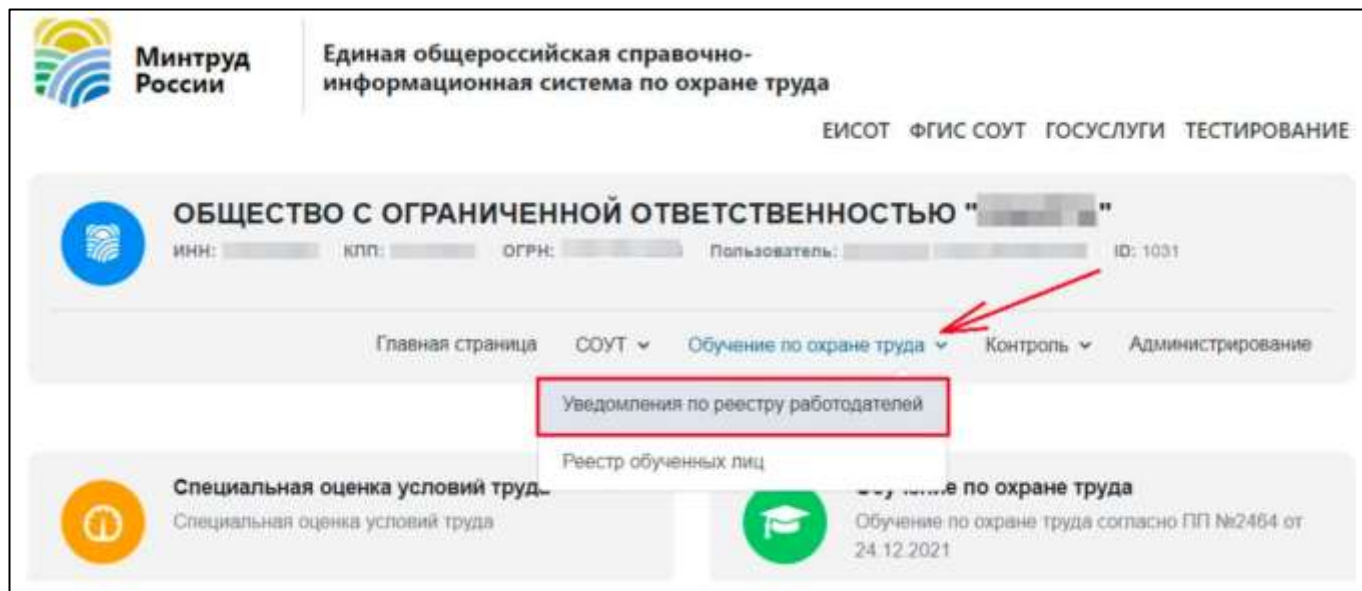 Минтруд
России
Единая общероссийская справочно-
информационная система по охране труда
ЕИСОТ ФГИС СОУТ ГОСУСЛУГИ ТЕСТИРОВАНИЕ
ОБЩЕСТВО С ОГРАНИЧЕННОЙ ОТВЕТСТВЕННОСТЬЮ " "
ИНН: КПП: ОГРН: Пользователь: ID: 1031
Главная страница СОУТ Обучение по охране труда Контроль Администрирование
Уведомления по реестру работодателей
Реестр обученных лиц
Специальная оценка условий труда
Специальная оценка условий труда
по охране труда
Обучение по охране труда согласно ПП №2464 от
24.12.2021